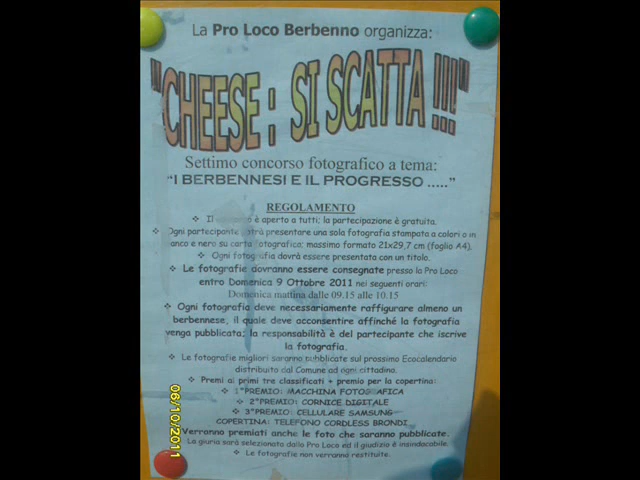 La Pro Loco Berbenno organizza:
"CHEESE: SI SCATTA !!!"
Settimo concorso fotografico a tema:
"I BERBENNESI E IL PROGRESSO ....."
REGOLAMENTO
❖ Il è aperto a tutti; la partecipazione è gratuita.
❖ Ogni partecipante presentare una sola fotografia stampata a colori o in
nero su carta fotografica; massimo formato 21x29,7 cm (foglio A4).
❖ Ogni fotografia dovrà essere presentata con un titolo.
❖ Le fotografie dovranno essere consegnate presso la Pro Loco
entro Domenica 9 Ottobre 2011 nei seguenti orari:
Domenica mattina dalle 09.15 alle 10.15
❖ Ogni fotografia deve necessariamente raffigurare almeno un
berbennese, il quale deve acconsentire affinché la fotografia
venga pubblicata; la responsabilità è del partecipante che iscrive
la fotografia.
❖ Le fotografie migliori saranno pubblicate sul prossimo Ecocalendario
distribuito dal Comune ad ogni cittadino.
❖ Premi ai primi tre classificati + premio per la copertina:
❖ 1°PREMIO: MACCHINA FOTOGRAFICA
❖ 2°PREMIO: CORNICE DIGITALE
❖ 3°PREMIO: CELLULARE SAMSUNG
COPERTINA: TELEFONO CORDLESS BRONDI
Verranno premiati anche le foto che saranno pubblicate.
La giuria sarà selezionata dalla Pro Loco ed il giudizio è insindacabile.
❖ Le fotografie non verranno restituite.
06/10/2011